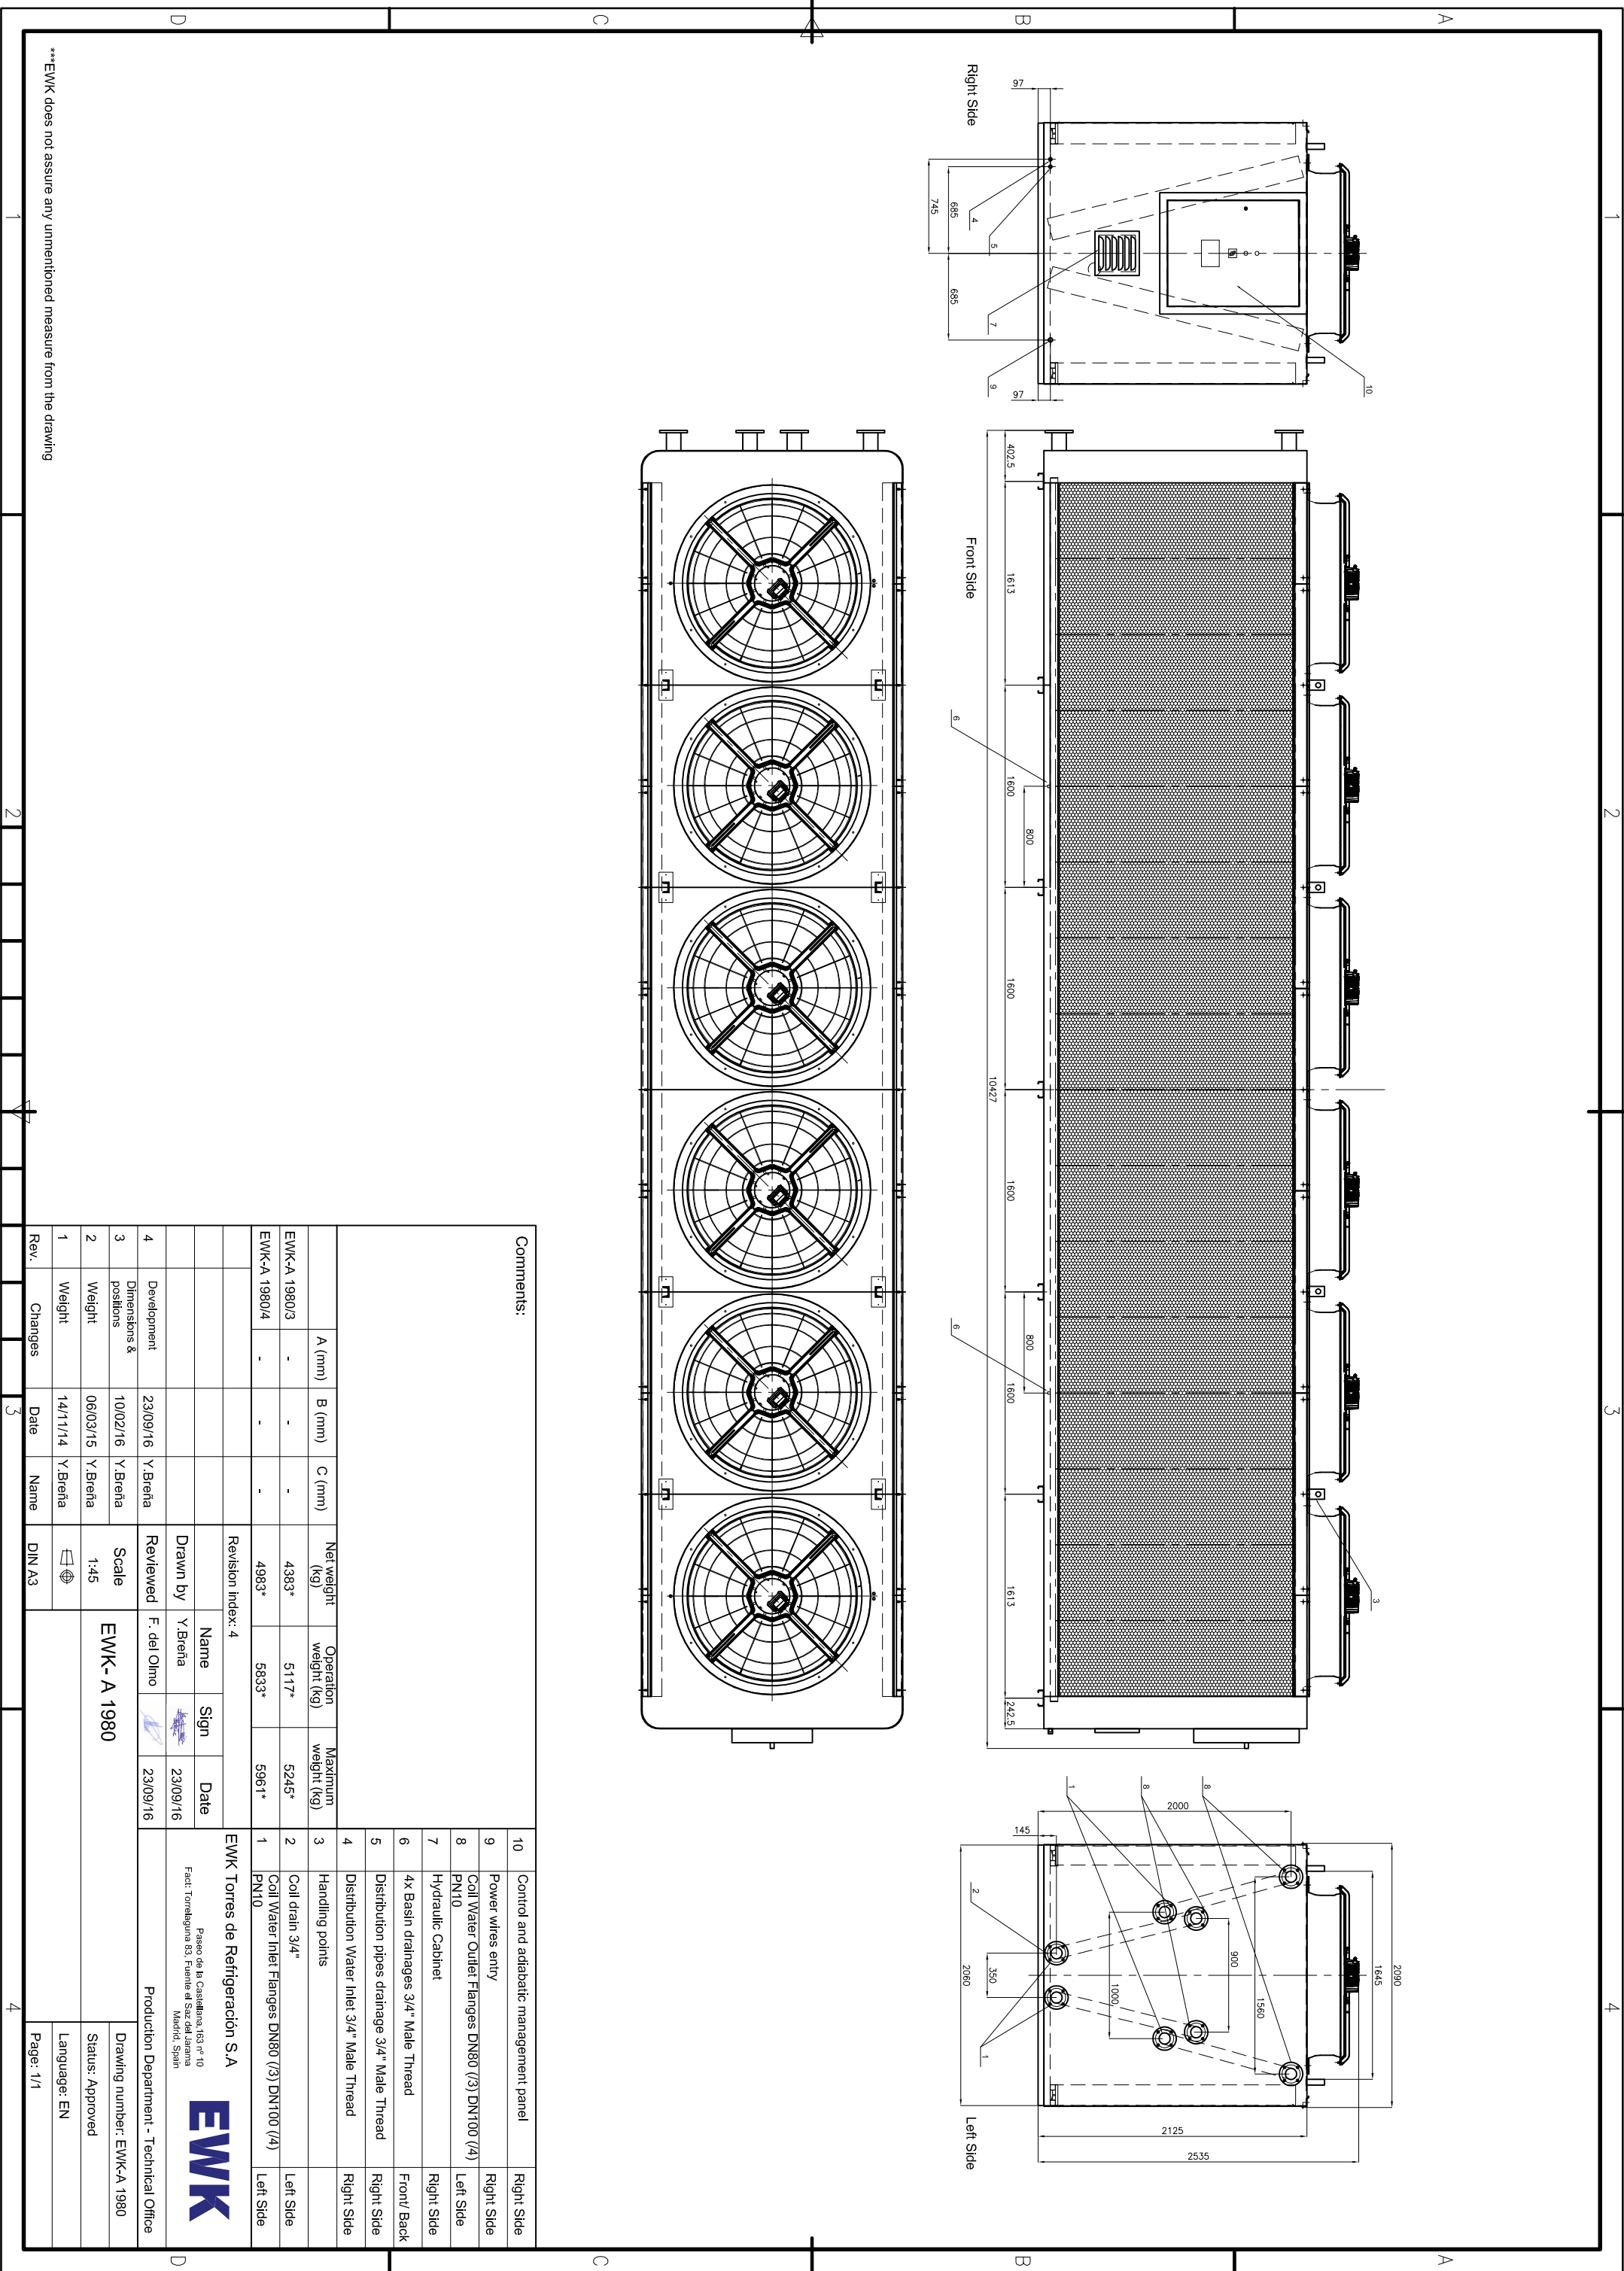 1
2
3
4
A
B
C
D
A
B
C
D
1
2
3
4
Right Side
97
97
745
685
685
4
5
7
9
10
Front Side
402.5
1613
1600
1600
1600
1600
1613
242.5
800
800
10427
6
6
3
Left Side
2090
1645
1560
900
1000
350
2060
2000
145
2125
2535
1
8
8
2
1
Comments:
10 Control and adiabatic management panel Right Side
9 Power wires entry Right Side
8 Coil Water Outlet Flanges DN80 (/3) DN100 (/4)
PN10 Left Side
7 Hydraulic Cabinet Right Side
6 4x Basin drainages 3/4" Male Thread Front/ Back
5 Distribution pipes drainage 3/4" Male Thread Right Side
4 Distribution Water Inlet 3/4" Male Thread Right Side
3 Handling points
2 Coil drain 3/4" Left Side
1 Coil Water Inlet Flanges DN80 (/3) DN100 (/4)
PN10 Left Side
A (mm) B (mm) C (mm) Net weight (kg) Operation weight (kg) Maximum weight (kg)
EWK-A 1980/3 - - - 4383* 5117* 5245*
EWK-A 1980/4 - - - 4983* 5833* 5961*
Revision index: 4
Name Sign Date
Drawn by Y.Breña 23/09/16
Reviewed F. del Olmo 23/09/16
4 Development 23/09/16 Y.Breña
3 Dimensions & positions 10/02/16 Y.Breña
2 Weight 06/03/15 Y.Breña
1 Weight 14/11/14 Y.Breña
Rev. Changes Date Name
Scale
1:45
DIN A3
EWK- A 1980
EWK Torres de Refrigeración S.A
Paseo de la Castellana,163 nº 10
Fact: Torrelaguna 83, Fuente el Saz del Jarama
Madrid, Spain
EWK
Production Department - Technical Office
Drawing number: EWK-A 1980
Status: Approved
Language: EN
Page: 1/1
***EWK does not assure any unmentioned measure from the drawing